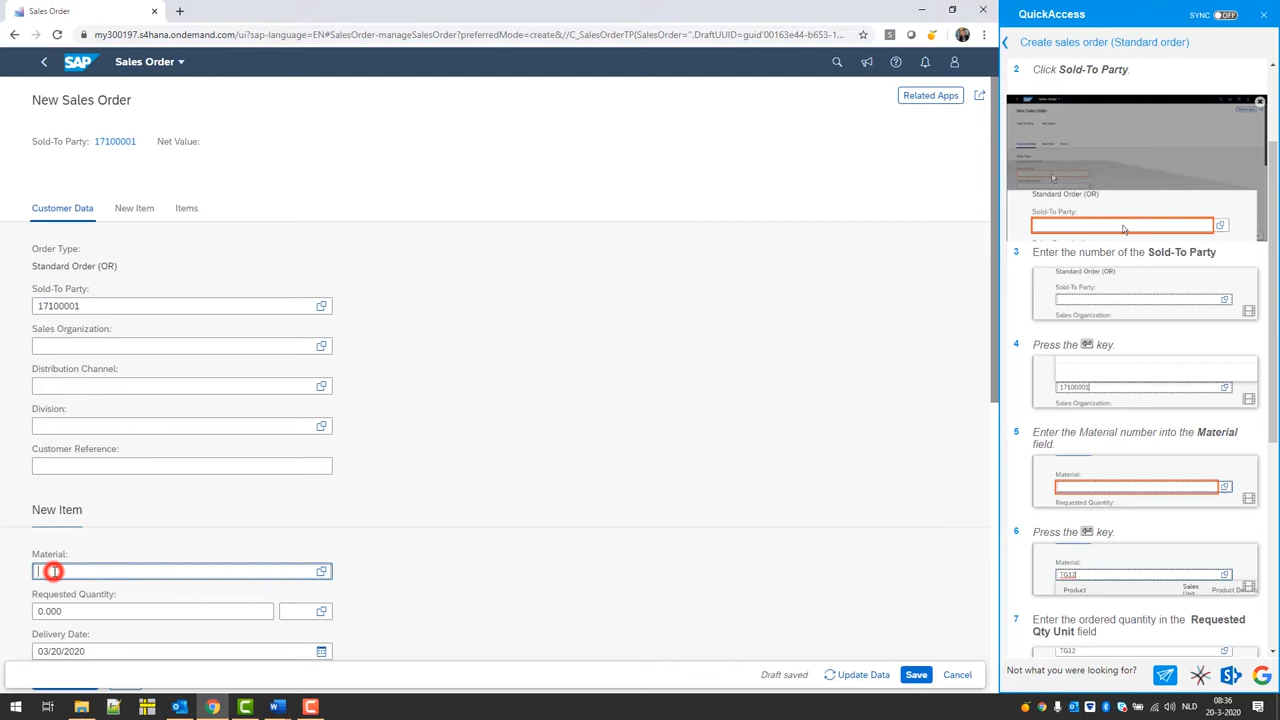 Sales Order
my300197.s4hana.ondemand.com/ui?sap-language=EN#SalesOrder-manageSalesOrder?preferredMode=create&//C_SalesOrderTP(SalesOrder='',DraftUUID=guid'00163e44-b653-1...
SAP
Sales Order
New Sales Order
Related Apps
Sold-To Party: 17100001 Net Value:
Customer Data New Item Items
Order Type:
Standard Order (OR)
Sold-To Party:
17100001
Sales Organization:
Distribution Channel:
Division:
Customer Reference:
New Item
Material:
Requested Quantity:
0.000
Delivery Date:
03/20/2020
Draft saved Update Data Save Cancel
QuickAccess SYNC OFF
Create sales order (Standard order)
2 Click Sold-To Party.
Standard Order (OR)
Sold-To Party:
3 Enter the number of the Sold-To Party
Standard Order (OR)
Sold-To Party:
Sales Organization:
4 Press the key.
17100001
Sales Organization:
5 Enter the Material number into the Material
field.
Material:
Requested Quantity:
6 Press the key.
Material:
TG12
Product Sales Unit Product De
7 Enter the ordered quantity in the Requested
Qty Unit field
TG12
Not what you were looking for?
NLD
08:36
20-3-2020